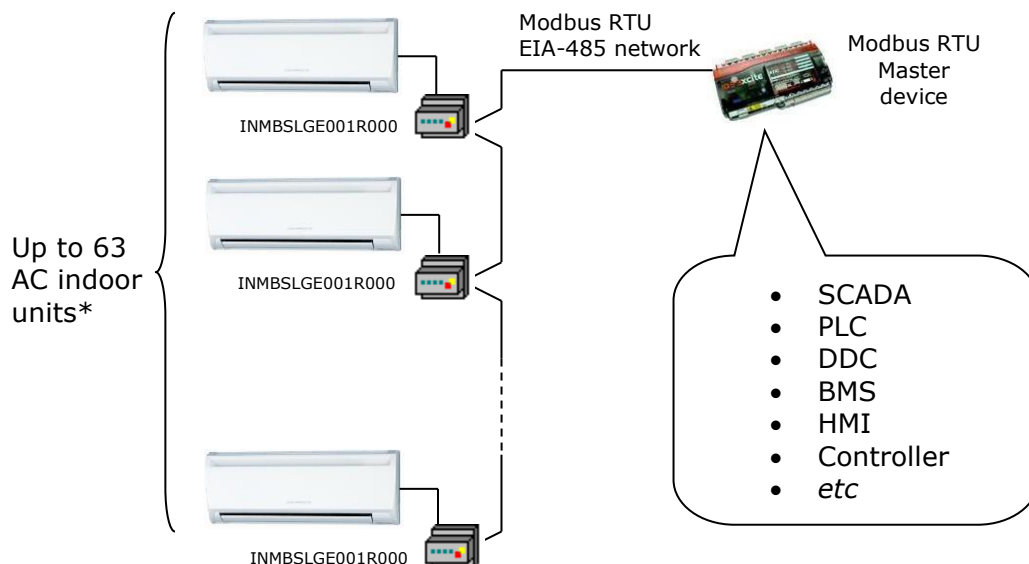 Modbus RTU
EIA-485 network
Modbus RTU
Master
device
INMBSLGE001R000
INMBSLGE001R000
Up to 63
AC indoor
units*
• SCADA
• PLC
• DDC
• BMS
• HMI
• Controller
• etc
INMBSLGE001R000